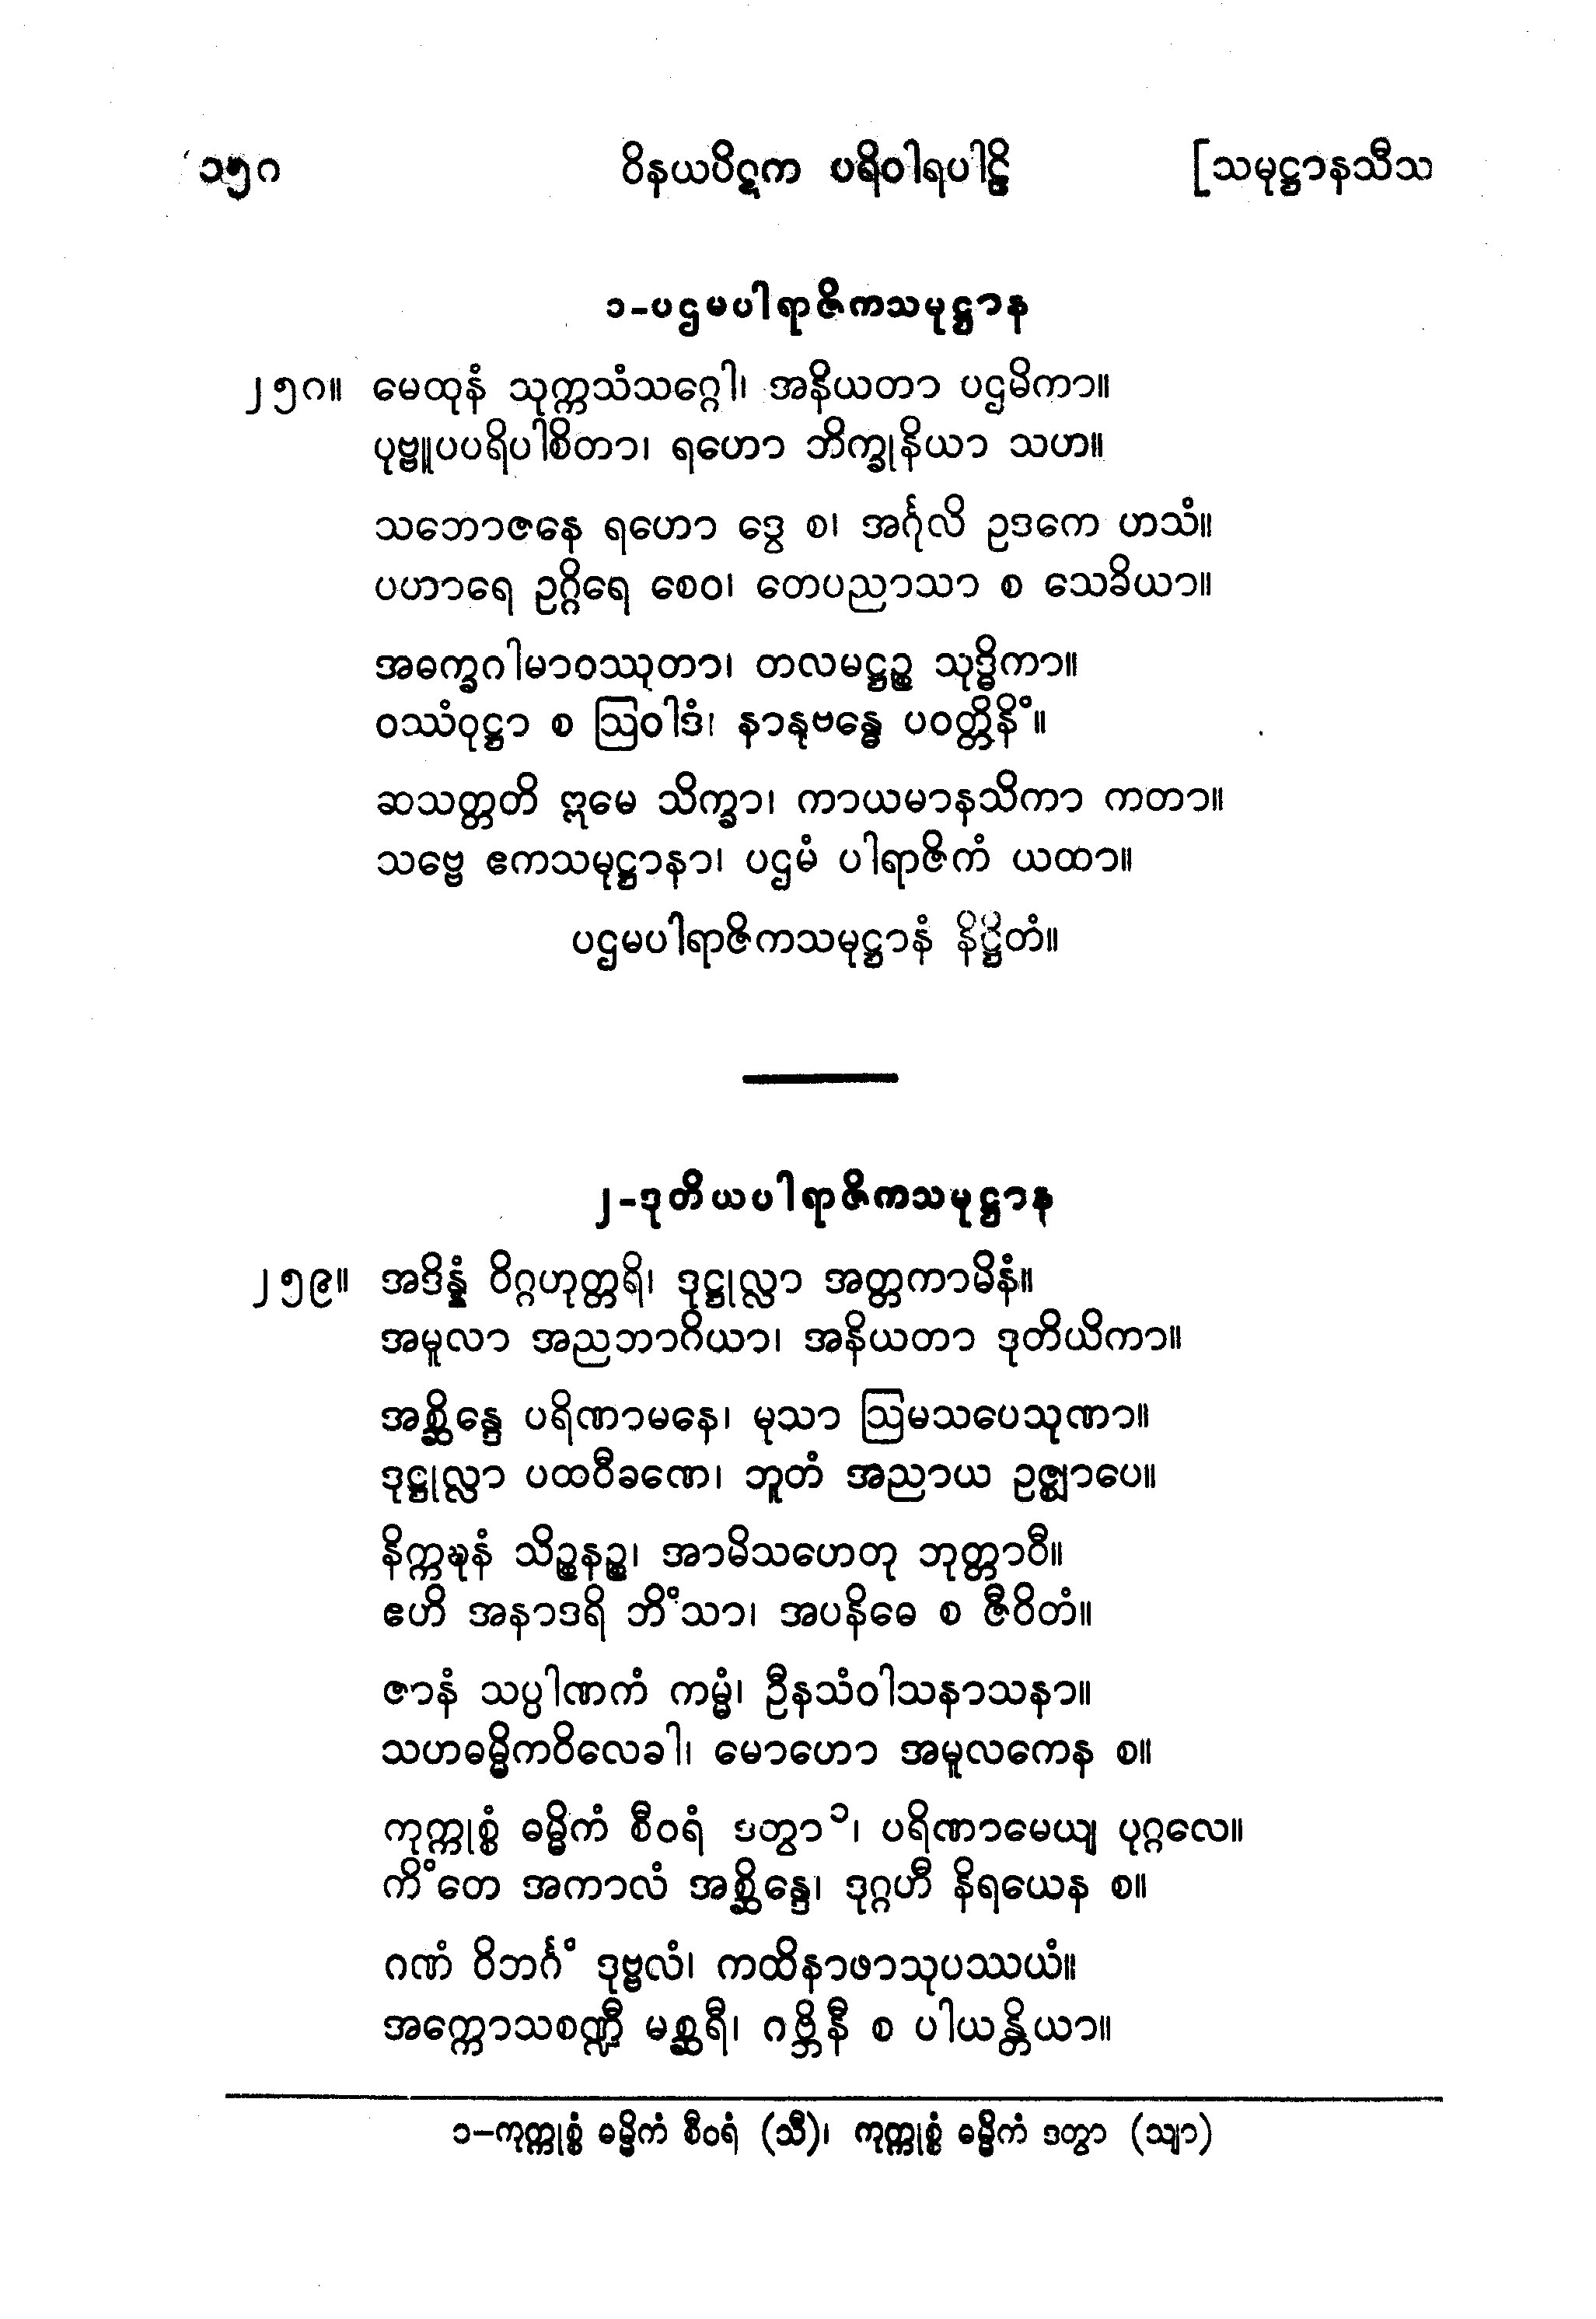 ၁၅၈ ဝိနယပိဋက ပရိဝါရပါဠိ [သမုဋ္ဌာနသီသ
၁-ပဌမပါရာဇိကသမုဋ္ဌာန
၂၅၈။ မေထုနံ သုက္ကသံသဂ္ဂေါ၊ အနိယတာ ပဌမိကာ။
ပုဗ္ဗူပပရိပါစိတာ၊ ရဟော ဘိက္ခုနိယာ သဟ။
သဘောဇနေ ရဟော ဒွေ စ၊ အင်္ဂုလိ ဥဒကေ ဟသံ။
ပဟာရေ ဥဂ္ဂိရေ စေဝ၊ တေပညာသာ စ သေခိယာ။
အဓက္ခဂါမာဝဿုတာ၊ တလမဋ္ဌဉ္စ သုဒ္ဓိကာ။
ဝဿံဝုဋ္ဌာ စ ဩဝါဒံ၊ နာနုဗန္ဓေ ပဝတ္တိနိံ။
ဆသတ္တတိ ဣမေ သိက္ခာ၊ ကာယမာနသိကာ ကတာ။
သဗ္ဗေ ဧကသမုဋ္ဌာနာ၊ ပဌမံ ပါရာဇိကံ ယထာ။
ပဌမပါရာဇိကသမုဋ္ဌာနံ နိဋ္ဌိတံ။
၂-ဒုတိယပါရာဇိကသမုဋ္ဌာန
၂၅၉။ အဒိန္နံ ဝိဂ္ဂဟုတ္တရိ၊ ဒုဋ္ဌုလ္လာ အတ္တကာမိနံ။
အမူလာ အညဘာဂိယာ၊ အနိယတာ ဒုတိယိကာ။
အစ္ဆိန္ဒေ ပရိဏာမနေ၊ မုသာ ဩမသပေသုဏာ။
ဒုဋ္ဌုလ္လာ ပထဝီခဏေ၊ ဘူတံ အညာယ ဥဇ္ဈာပေ။
နိက္ကဍ္ဎနံ သိဉ္စနဉ္စ၊ အာမိသဟေတု ဘုတ္တာဝီ။
ဧဟိ အနာဒရိ ဘိံသာ၊ အပနိဓေ စ ဇီဝိတံ။
ဇာနံ သပ္ပါဏကံ ကမ္မံ၊ ဦနသံဝါသနာသနာ။
သဟဓမ္မိကဝိလေခါ၊ မောဟော အမူလကေန စ။
ကုက္ကုစ္စံ ဓမ္မိကံ စီဝရံ ဒတွာ၁၊ ပရိဏာမေယျ ပုဂ္ဂလေ။
ကိံတေ အကာလံ အစ္ဆိန္ဒေ၊ ဒုဂ္ဂဟီ နိရယေန စ။
ဂဏံ ဝိဘင်္ဂံ ဒုဗ္ဗလံ၊ ကထိနာဖာသုပဿယံ။
အက္ကောသစဏ္ဍီ မစ္ဆရီ၊ ဂဗ္ဘိနီ စ ပါယန္တိယာ။
၁-ကုက္ကုစ္စံ ဓမ္မိကံ စီဝရံ (သီ)၊ ကုက္ကုစ္စံ ဓမ္မိကံ ဒတွာ (သျာ)